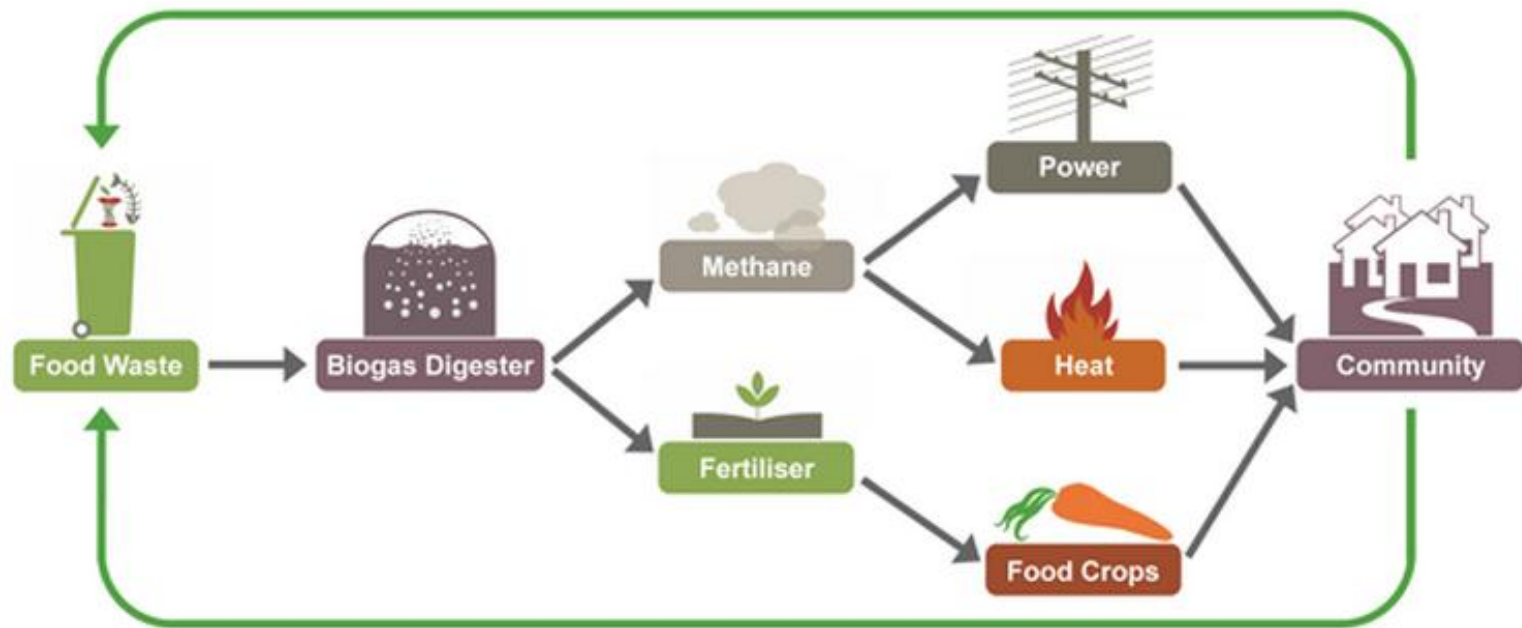 Power
Methane
Food Waste
Biogas Digester
Heat
Community
Fertiliser
Food Crops